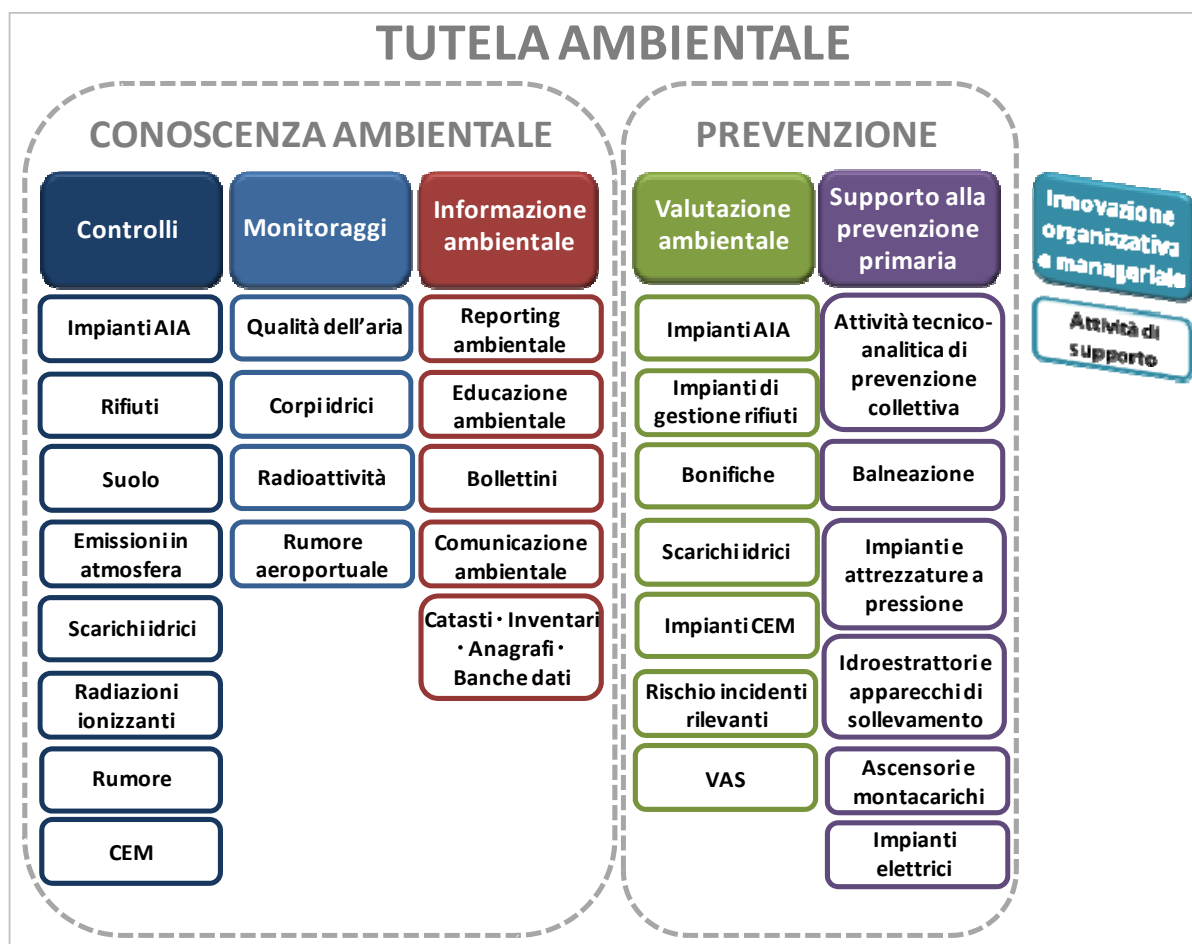 TUTELA AMBIENTALE
CONOSCENZA AMBIENTALE
Controlli
Impianti AIA
Rifiuti
Suolo
Emissioni in
atmosfera
Scarichi idrici
Radiazioni
ionizzanti
Rumore
CEM
Monitoraggi
Qualità dell'aria
Corpi idrici
Radioattività
Rumore
aeroportuale
Informazione
ambientale
Reporting
ambientale
Educazione
ambientale
Bollettini
Comunicazione
ambientale
Catasti · Inventari
· Anagrafi ·
Banche dati
PREVENZIONE
Valutazione
ambientale
Impianti AIA
Impianti di
gestione rifiuti
Bonifiche
Scarichi idrici
Impianti CEM
Rischio incidenti
rilevanti
VAS
Supporto alla
prevenzione
primaria
Attività tecnico-
analitica di
prevenzione
collettiva
Balneazione
Impianti e
attrezzature a
pressione
Idroestrattori e
apparecchi di
sollevamento
Ascensori e
montacarichi
Impianti
elettrici
Innovazione
organizzativa
e manageriale
Attività di
supporto